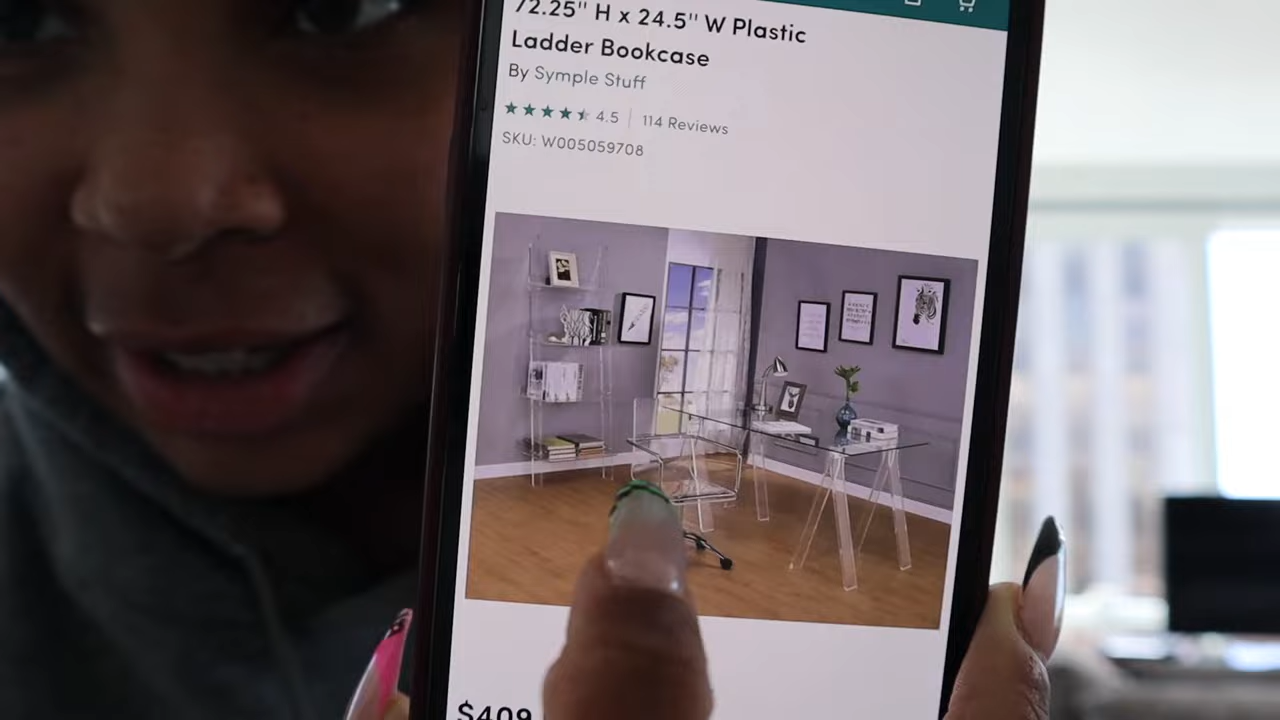 72.25" H x 24.5" W Plastic
Ladder Bookcase
By Symple Stuff
4.5 | 114 Reviews
SKU: W005059708
$409